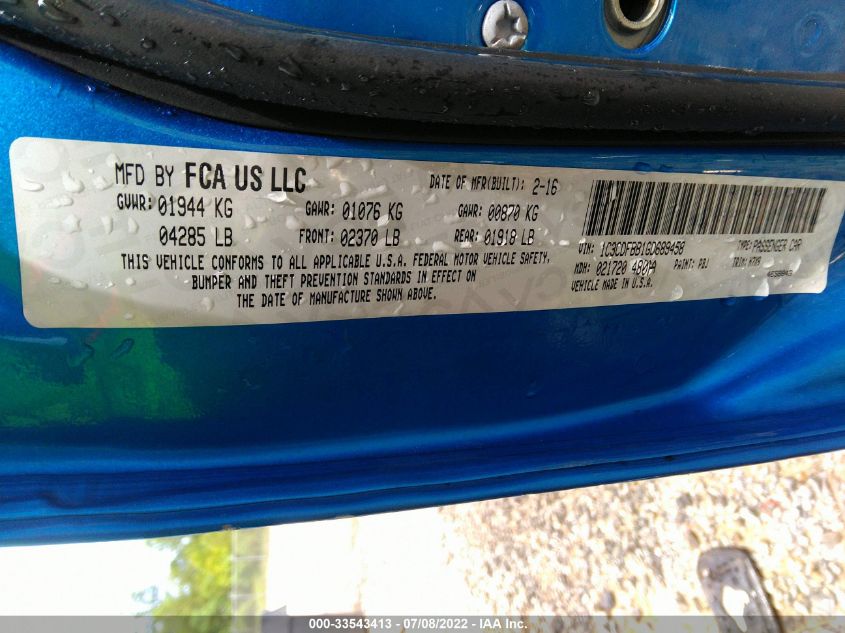 MFD BY FCA US LLC
DATE OF MFR(BUILT): 2-16
GVWR: 01944 KG GAWR: 01076 KG GAWR: 00870 KG
04285 LB FRONT: 02370 LB REAR: 01918 LB
THIS VEHICLE CONFORMS TO ALL APPLICABLE U.S.A. FEDERAL MOTOR VEHICLE SAFETY,
BUMPER AND THEFT PREVENTION STANDARDS IN EFFECT ON
THE DATE OF MANUFACTURE SHOWN ABOVE.
VIN: 1C3CDFBB1GD689458 TYPE: PASSENGER CAR
MDH: 021720 480M4 PAINT: PBJ TRIM:
VEHICLE MADE IN U.S.A.
000-33543413 - 07/08/2022 - © IAA Inc.